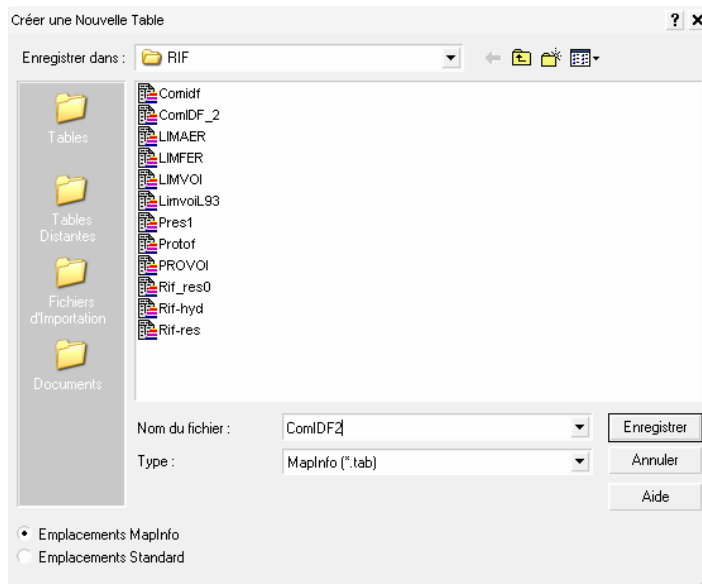 Créer une Nouvelle Table
? x
Enregistrer dans : RIF
Tables
Tables
Distantes
Fichiers
d'Importation
Documents
Comidf
ComIDF_2
LIMAER
LIMFER
LIMVOI
LimvoiL93
Pres1
Protof
PROVOI
Rif_res0
Rif-hyd
Rif-res
Nom du fichier : ComIDF2 Enregistrer
Type : MapInfo (*.tab) Annuler
Aide
Emplacements MapInfo
Emplacements Standard